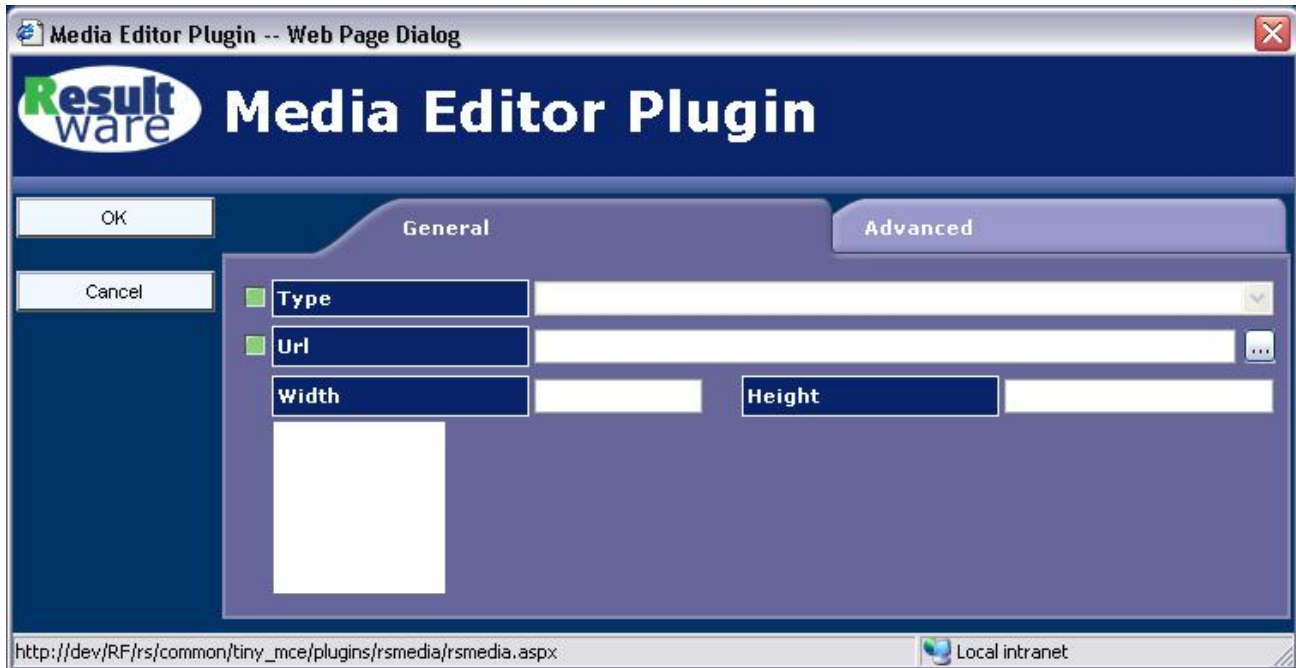 Media Editor Plugin -- Web Page Dialog
Result
ware
Media Editor Plugin
OK
Cancel
General
Advanced
Type
Url
...
Width
Height
http://dev/RF/rs/common/tiny_mce/plugins/rsmedia/rsmedia.aspx
Local intranet